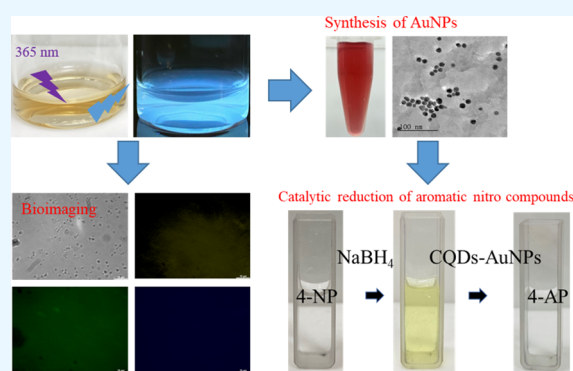 Synthesis of AuNPs
365 nm
100 nm
Bioimaging
Catalytic reduction of aromatic nitro compounds
NaBH4
CQDs-AuNPs
4-NP
4-AP